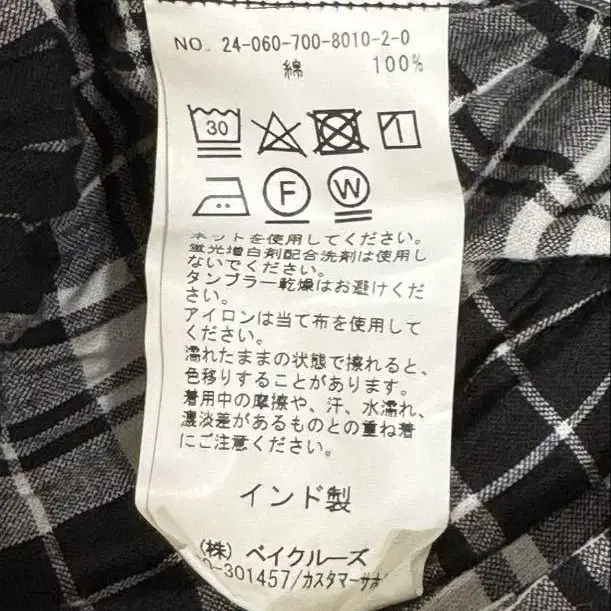 NO. 24-060-700-8010-2-0
綿 100%
30
F W
ネットを使用してください。
蛍光増白剤配合洗剤は使用し
ないでください。
タンブラー乾燥はお避けくだ
さい。
アイロンは当て布を使用して
ください。
濡れたままの状態で擦れると、
色移りすることがあります。
着用中の摩擦や、汗、水濡れ、
濃淡差があるものとの重ね着
にご注意ください。
インド製
(株) ベイクルーズ
0-301457/カスタマーサポ